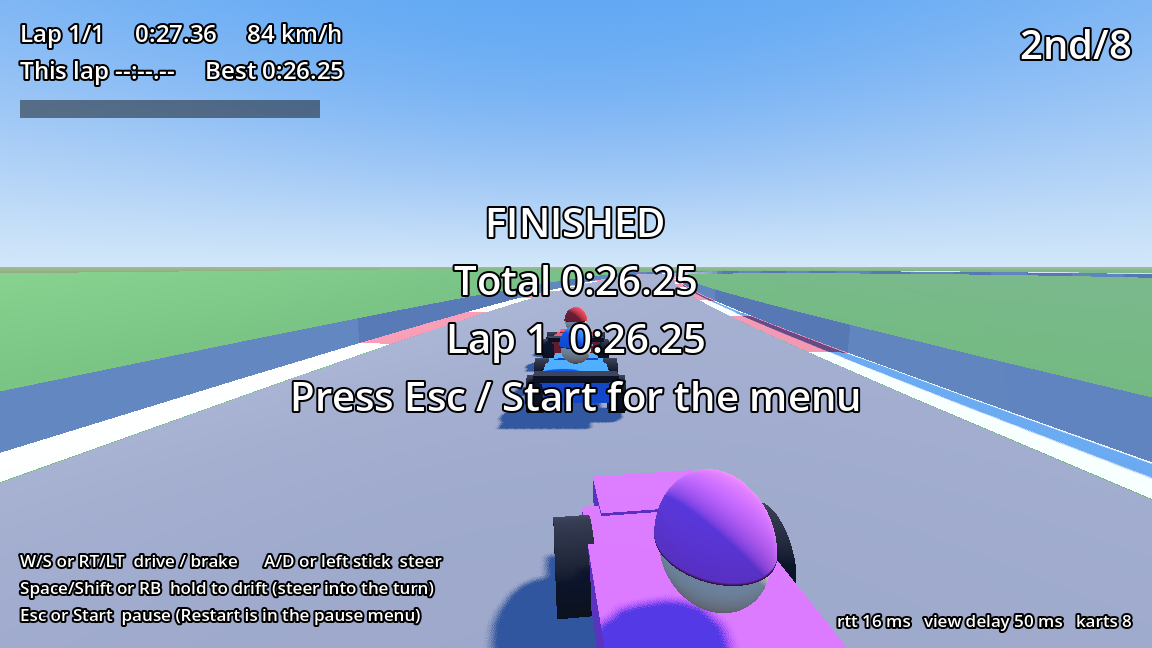 Lap 1/1 0:27.36 84 km/h
2nd/8
This lap --:--.-- Best 0:26.25
FINISHED
Total 0:26.25
Lap 1 0:26.25
Press Esc / Start for the menu
W/S or RT/LT drive / brake A/D or left stick steer
Space/Shift or RB hold to drift (steer into the turn)
Esc or Start pause (Restart is in the pause menu)
rtt 16 ms view delay 50 ms karts 8